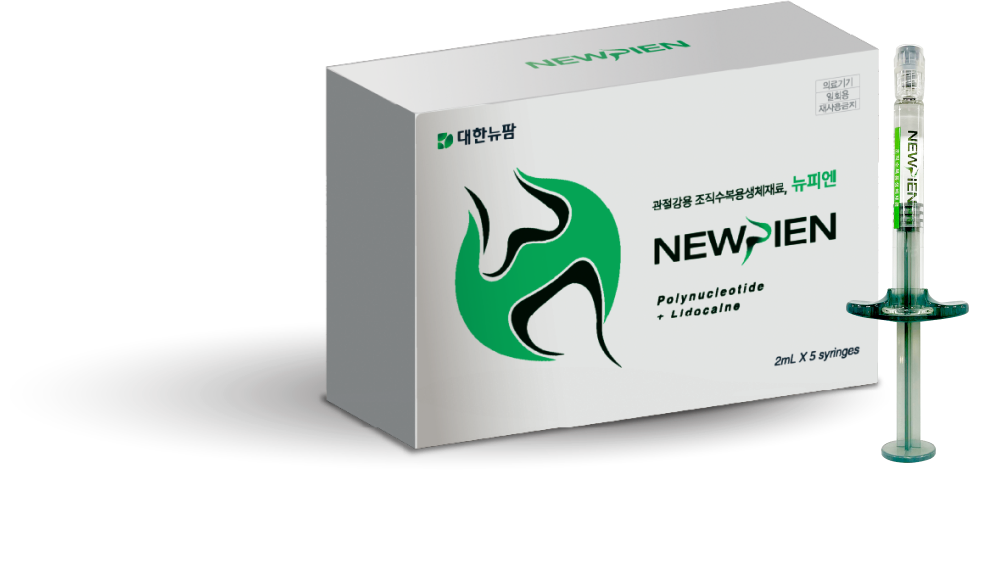 NEWPIEN
의료기기
일회용
재사용금지
대한뉴팜
관절강용 조직수복용생체재료, 뉴피엔
NEWPIEN
Polynucleotide
+ Lidocaine
2mL X 5 syringes
NEWPIEN